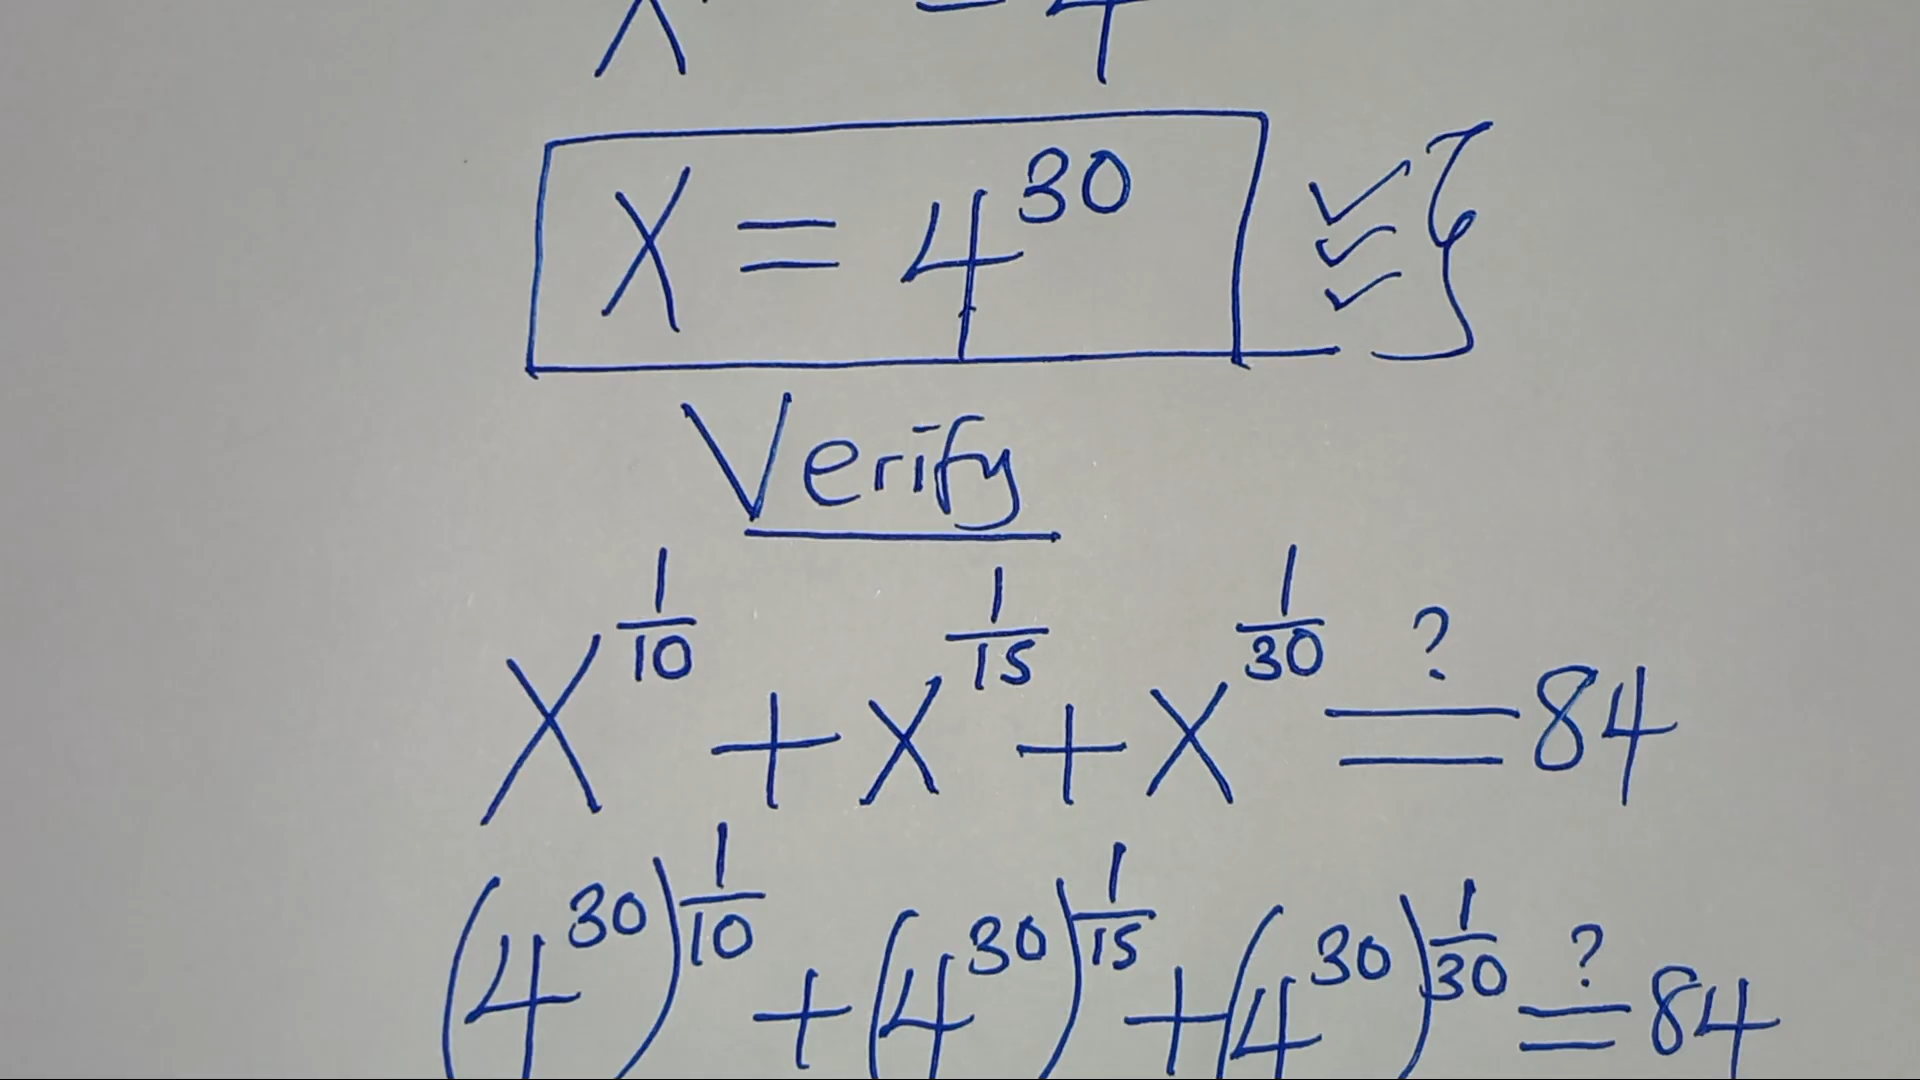 X = 4
X = 4^30
Verify
X^(1/10) + X^(1/15) + X^(1/30) =? 84
(4^30)^(1/10) + (4^30)^(1/15) + (4^30)^(1/30) =? 84